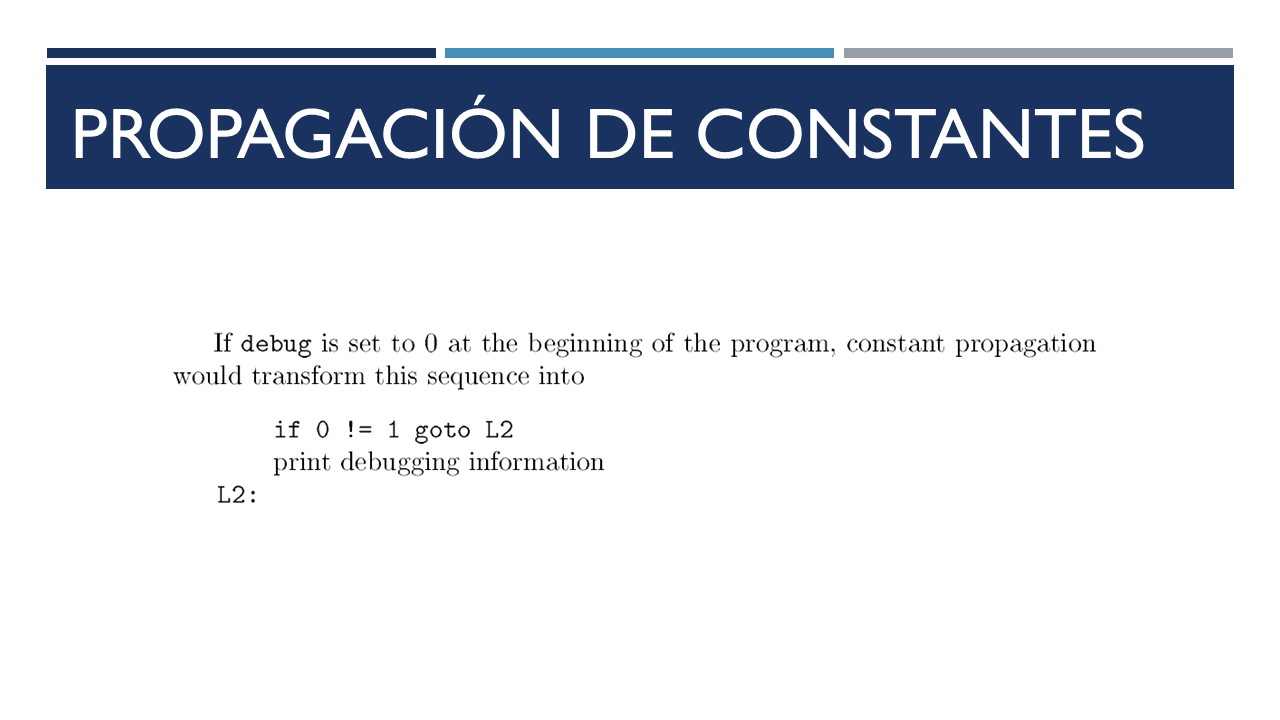 PROPAGACIÓN DE CONSTANTES
If debug is set to 0 at the beginning of the program, constant propagation
would transform this sequence into
if 0 != 1 goto L2
print debugging information
L2: